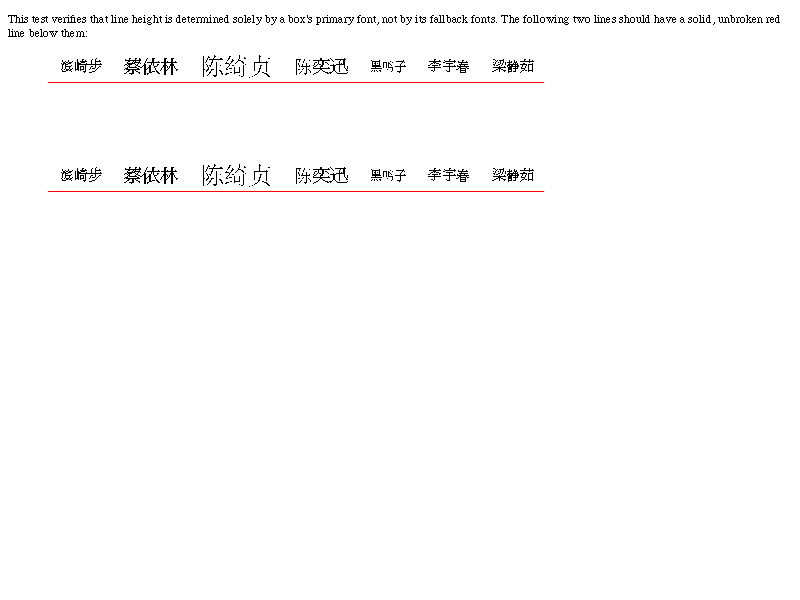 This test verifies that line height is determined solely by a box's primary font, not by its fallback fonts. The following two lines should have a solid, unbroken red
line below them:
滨崎步 蔡依林 陈绮贞 陈奕迅 黑鸭子 李宇春 梁静茹
滨崎步 蔡依林 陈绮贞 陈奕迅 黑鸭子 李宇春 梁静茹